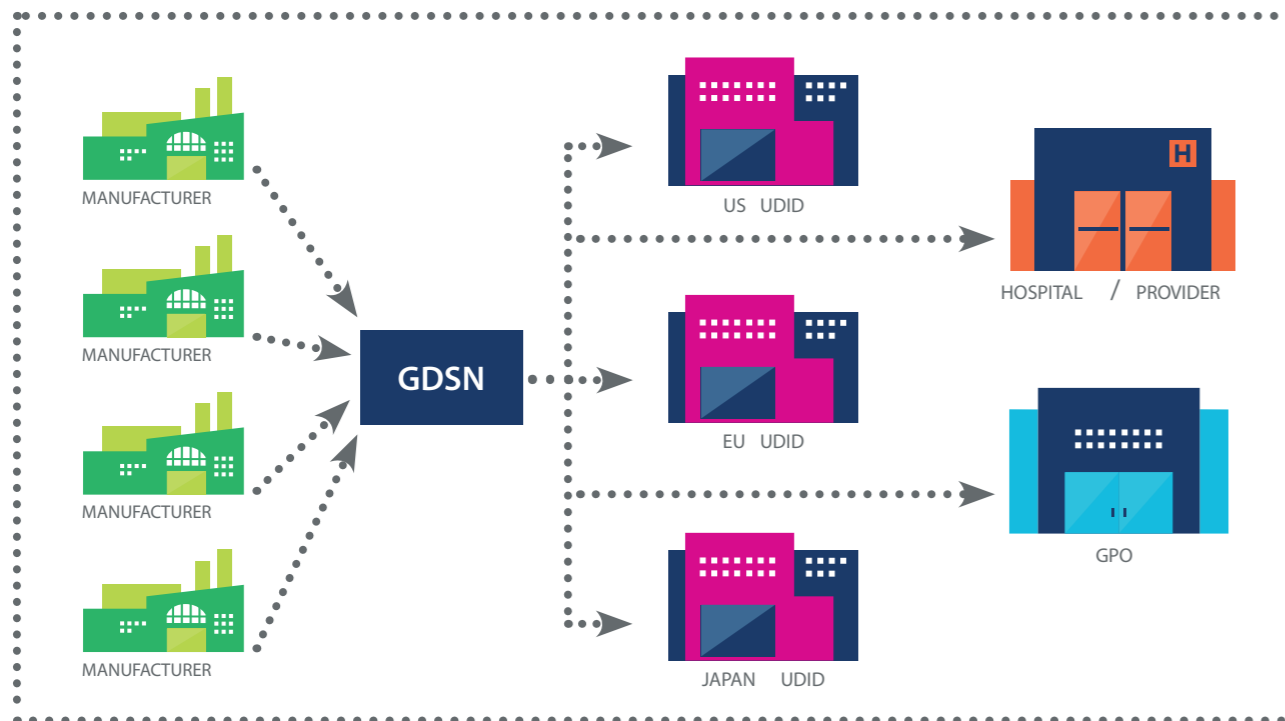 MANUFACTURER
MANUFACTURER
MANUFACTURER
MANUFACTURER
GDSN
US UDID
EU UDID
JAPAN UDID
H
HOSPITAL / PROVIDER
GPO